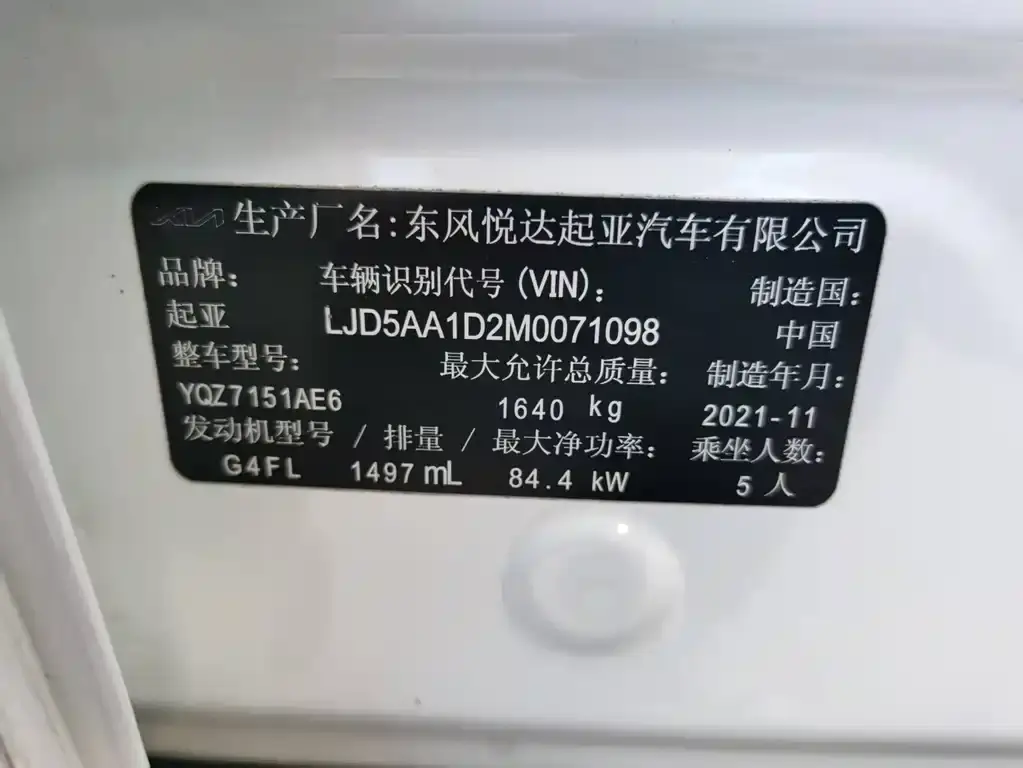 KIA 生产厂名:东风悦达起亚汽车有限公司
品牌: 车辆识别代号(VIN): 制造国:
起亚 LJD5AA1D2M0071098 中国
整车型号: 最大允许总质量: 制造年月:
YQZ7151AE6 1640 kg 2021-11
发动机型号 / 排量 / 最大净功率: 乘坐人数:
G4FL 1497 mL 84.4 kW 5 人